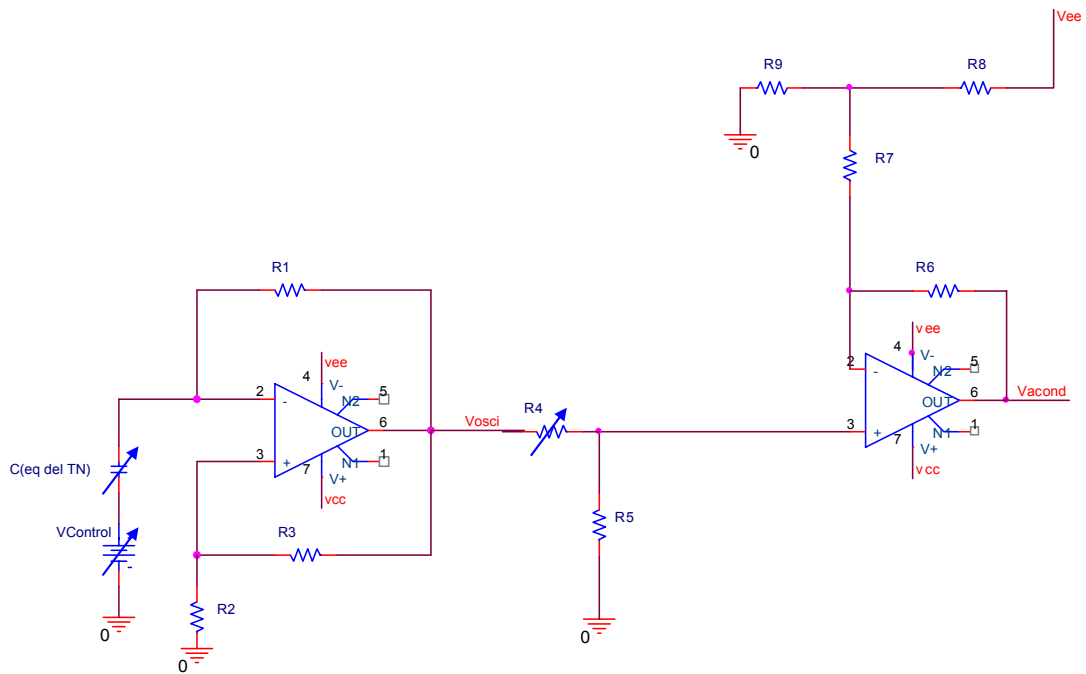 Vee
R9
R8
0
R7
R1
R6
vee
4
V-
2
-
N2
5
OUT
6
3
+
7
N1
1
V+
vcc
Vosci
R4
vee
4
V-
2
-
N2
5
OUT
6
Vacond
3
+
7
N1
1
V+
vcc
C(eq del TN)
VControl
-
R3
R5
R2
0
0
0